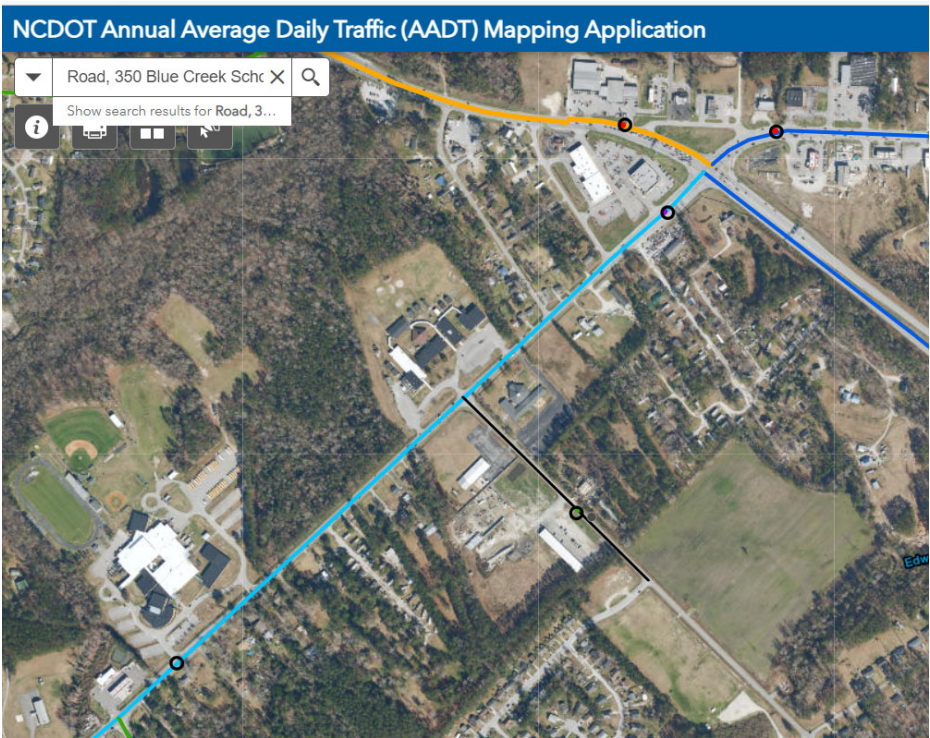 NCDOT Annual Average Daily Traffic (AADT) Mapping Application
Road, 350 Blue Creek Scho
Show search results for Road, 3...
Edw